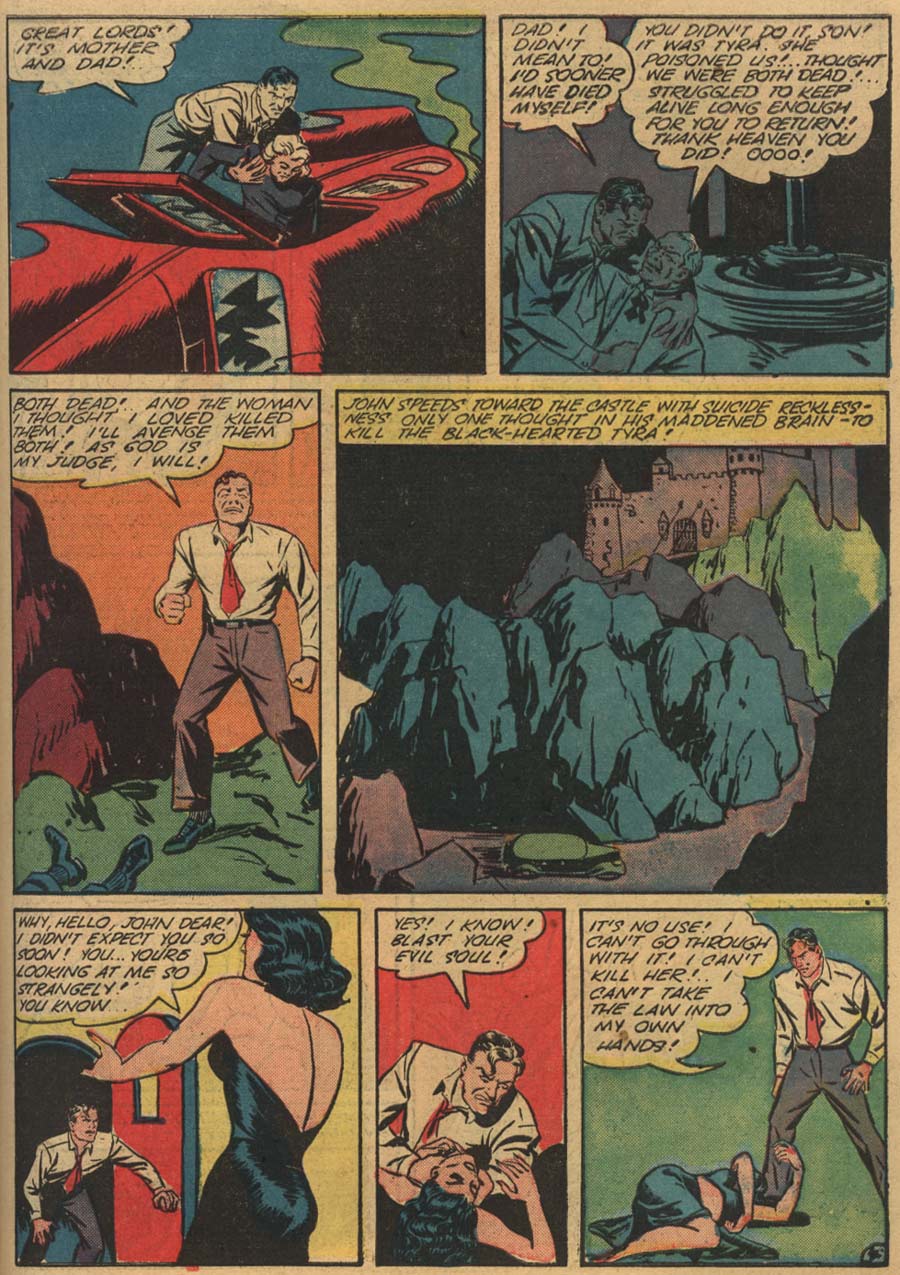 GREAT LORDS!
IT'S MOTHER
AND DAD!..
DAD! I
DIDN'T
MEAN TO!
I'D SOONER
HAVE DIED
MYSELF!
YOU DIDN'T DO IT, SON!
IT WAS TYRA. SHE
POISONED US!...THOUGHT
WE WERE BOTH DEAD!...
STRUGGLED TO KEEP
ALIVE LONG ENOUGH
FOR YOU TO RETURN!
THANK HEAVEN YOU
DID! OOOO!
BOTH DEAD!.. AND THE WOMAN
I THOUGHT I LOVED KILLED
THEM! I'LL AVENGE THEM
BOTH! AS GOD IS
MY JUDGE, I WILL!
JOHN SPEEDS TOWARD THE CASTLE WITH SUICIDE RECKLESS-
NESS ONLY ONE THOUGHT IN HIS MADDENED BRAIN -TO
KILL THE BLACK-HEARTED TYRA!
WHY, HELLO, JOHN DEAR!
I DIDN'T EXPECT YOU SO
SOON! YOU... YOU'RE
LOOKING AT ME SO
STRANGELY!
YOU KNOW...
YES! I KNOW!
BLAST YOUR
EVIL SOUL!
IT'S NO USE! I
CAN'T GO THROUGH
WITH IT! I CAN'T
KILL HER!.. I
CAN'T TAKE
THE LAW INTO
MY OWN
HANDS!